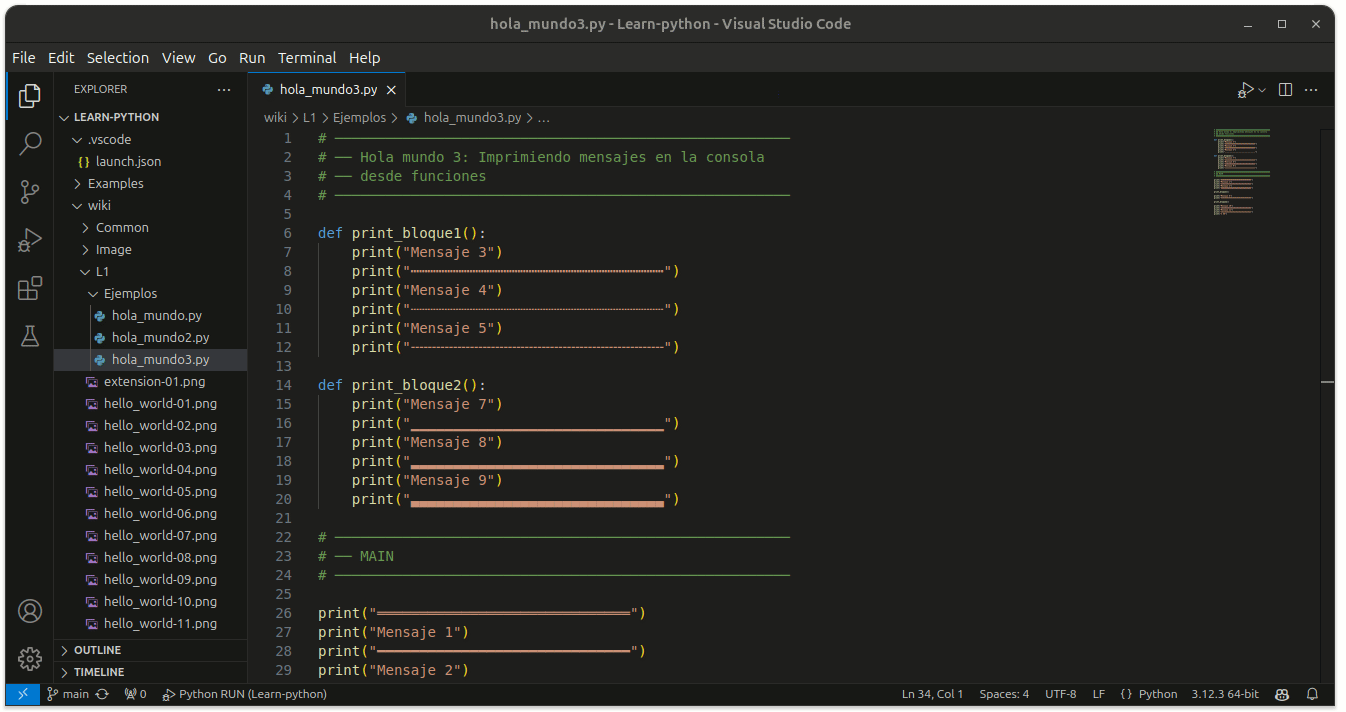 hola_mundo3.py - Learn-python - Visual Studio Code
File Edit Selection View Go Run Terminal Help
EXPLORER
LEARN-PYTHON
.vscode
{} launch.json
Examples
wiki
Common
Image
L1
Ejemplos
hola_mundo.py
hola_mundo2.py
hola_mundo3.py
extension-01.png
hello_world-01.png
hello_world-02.png
hello_world-03.png
hello_world-04.png
hello_world-05.png
hello_world-06.png
hello_world-07.png
hello_world-08.png
hello_world-09.png
hello_world-10.png
hello_world-11.png
OUTLINE
TIMELINE
hola_mundo3.py
wiki > L1 > Ejemplos > hola_mundo3.py > ...
1 # ──────────────────────────────────────────────────────
2 # ── Hola mundo 3: Imprimiendo mensajes en la consola
3 # ── desde funciones
4 # ──────────────────────────────────────────────────────
5
6 def print_bloque1():
7     print("Mensaje 3")
8     print("┅┅┅┅┅┅┅┅┅┅┅┅┅┅┅┅┅┅┅┅┅┅┅┅┅┅┅┅┅┅")
9     print("Mensaje 4")
10     print("┄┄┄┄┄┄┄┄┄┄┄┄┄┄┄┄┄┄┄┄┄┄┄┄┄┄┄┄┄┄")
11     print("Mensaje 5")
12     print("╌╌╌╌╌╌╌╌╌╌╌╌╌╌╌╌╌╌╌╌╌╌╌╌╌╌╌╌╌╌")
13
14 def print_bloque2():
15     print("Mensaje 7")
16     print("▁▁▁▁▁▁▁▁▁▁▁▁▁▁▁▁▁▁▁▁▁▁▁▁▁▁▁▁▁▁")
17     print("Mensaje 8")
18     print("▂▂▂▂▂▂▂▂▂▂▂▂▂▂▂▂▂▂▂▂▂▂▂▂▂▂▂▂▂▂")
19     print("Mensaje 9")
20     print("▃▃▃▃▃▃▃▃▃▃▃▃▃▃▃▃▃▃▃▃▃▃▃▃▃▃▃▃▃▃")
21
22 # ──────────────────────────────────────────────────────
23 # ── MAIN
24 # ──────────────────────────────────────────────────────
25
26 print("══════════════════════════════")
27 print("Mensaje 1")
28 print("━━━━━━━━━━━━━━━━━━━━━━━━━━━━━━")
29 print("Mensaje 2")
main 0 Python RUN (Learn-python) Ln 34, Col 1 Spaces: 4 UTF-8 LF {} Python 3.12.3 64-bit